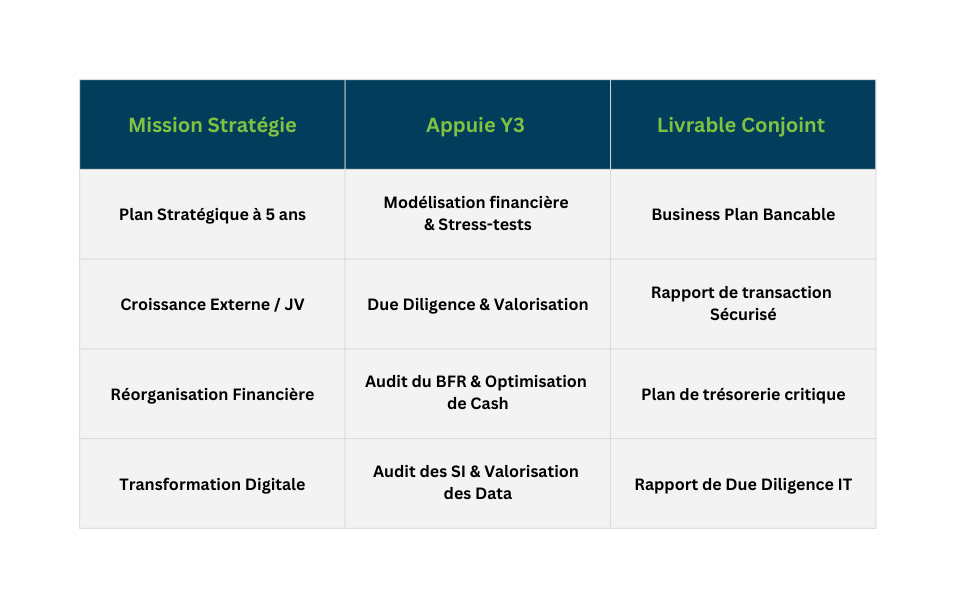 Mission Stratégie
Appuie Y3
Livrable Conjoint
Plan Stratégique à 5 ans
Modélisation financière
& Stress-tests
Business Plan Bancable
Croissance Externe / JV
Due Diligence & Valorisation
Rapport de transaction
Sécurisé
Réorganisation Financière
Audit du BFR & Optimisation
de Cash
Plan de trésorerie critique
Transformation Digitale
Audit des SI & Valorisation
des Data
Rapport de Due Diligence IT